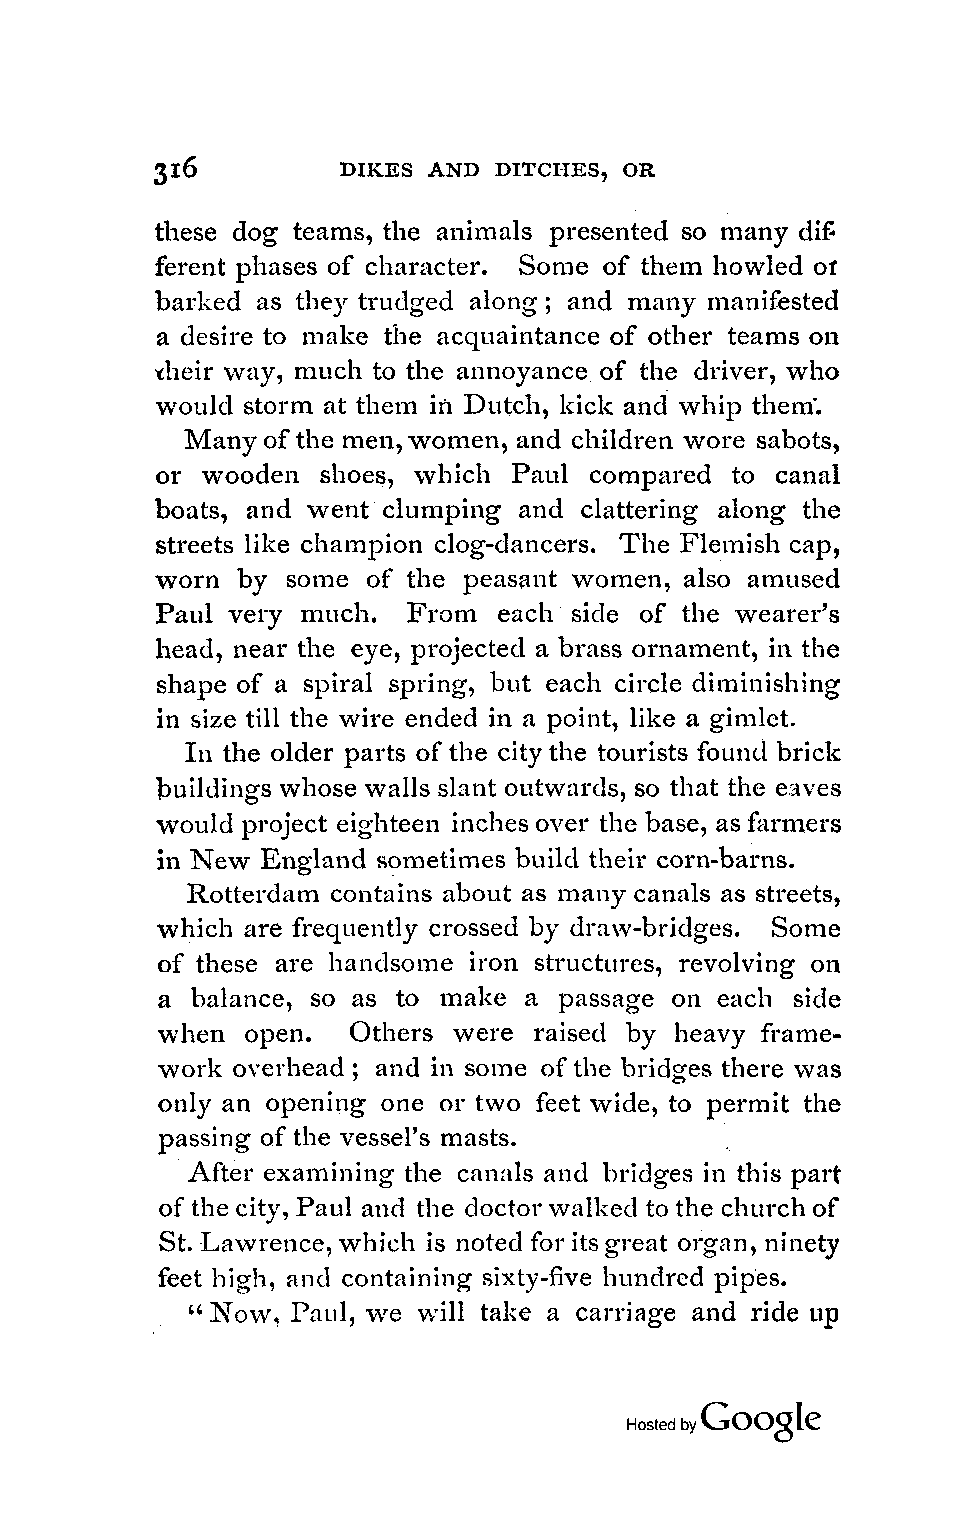 316 DIKES AND DITCHES, OR
these dog teams, the animals presented so many dif-
ferent phases of character. Some of them howled or
barked as they trudged along; and many manifested
a desire to make the acquaintance of other teams on
their way, much to the annoyance of the driver, who
would storm at them in Dutch, kick and whip them.
Many of the men, women, and children wore sabots,
or wooden shoes, which Paul compared to canal
boats, and went clumping and clattering along the
streets like champion clog-dancers. The Flemish cap,
worn by some of the peasant women, also amused
Paul very much. From each side of the wearer's
head, near the eye, projected a brass ornament, in the
shape of a spiral spring, but each circle diminishing
in size till the wire ended in a point, like a gimlet.
In the older parts of the city the tourists found brick
buildings whose walls slant outwards, so that the eaves
would project eighteen inches over the base, as farmers
in New England sometimes build their corn-barns.
Rotterdam contains about as many canals as streets,
which are frequently crossed by draw-bridges. Some
of these are handsome iron structures, revolving on
a balance, so as to make a passage on each side
when open. Others were raised by heavy frame-
work overhead; and in some of the bridges there was
only an opening one or two feet wide, to permit the
passing of the vessel's masts.
After examining the canals and bridges in this part
of the city, Paul and the doctor walked to the church of
St. Lawrence, which is noted for its great organ, ninety
feet high, and containing sixty-five hundred pipes.
"Now, Paul, we will take a carriage and ride up
Hosted by Google